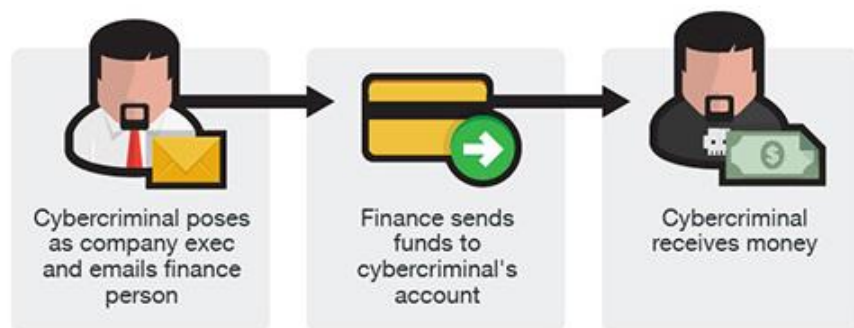 Cybercriminal poses
as company exec
and emails finance
person
Finance sends
funds to
cybercriminal's
account
Cybercriminal
receives money
$